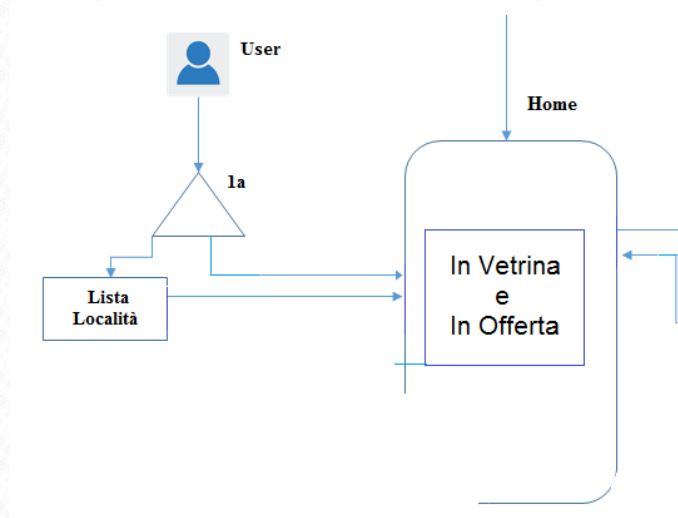 User
Home
1a
In Vetrina
e
In Offerta
Lista
Località